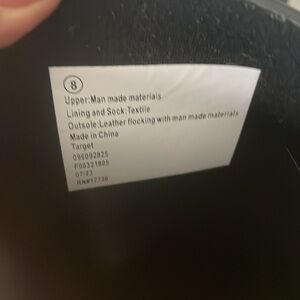 8
Upper:Man made materials
Lining and Sock:Textile
Outsole:Leather flocking with man made materials
Made in China
Target
096092825
F00321805
07/23
RN#17730